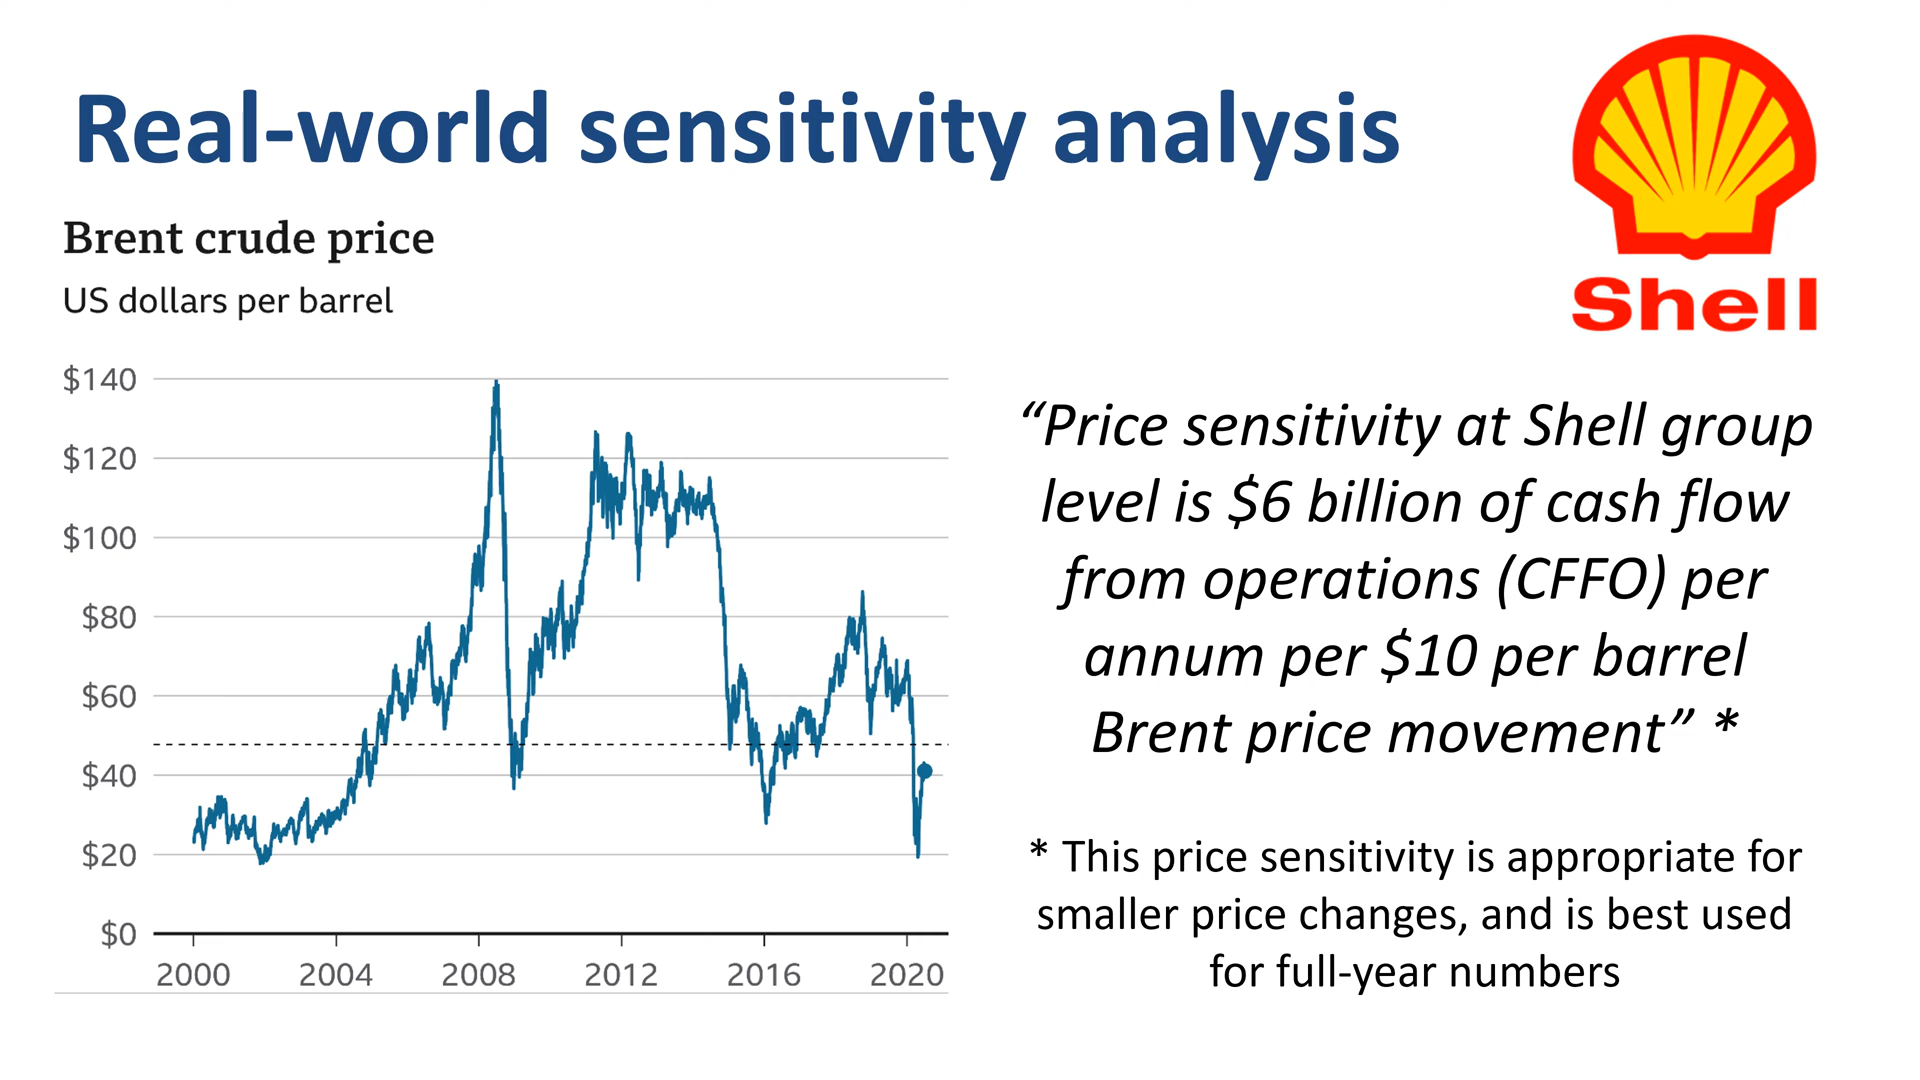 Real-world sensitivity analysis
Shell
Brent crude price
US dollars per barrel
$140
$120
$100
$80
$60
$40
$20
$0
2000 2004 2008 2012 2016 2020
“Price sensitivity at Shell group
level is $6 billion of cash flow
from operations (CFFO) per
annum per $10 per barrel
Brent price movement” *
* This price sensitivity is appropriate for
smaller price changes, and is best used
for full-year numbers